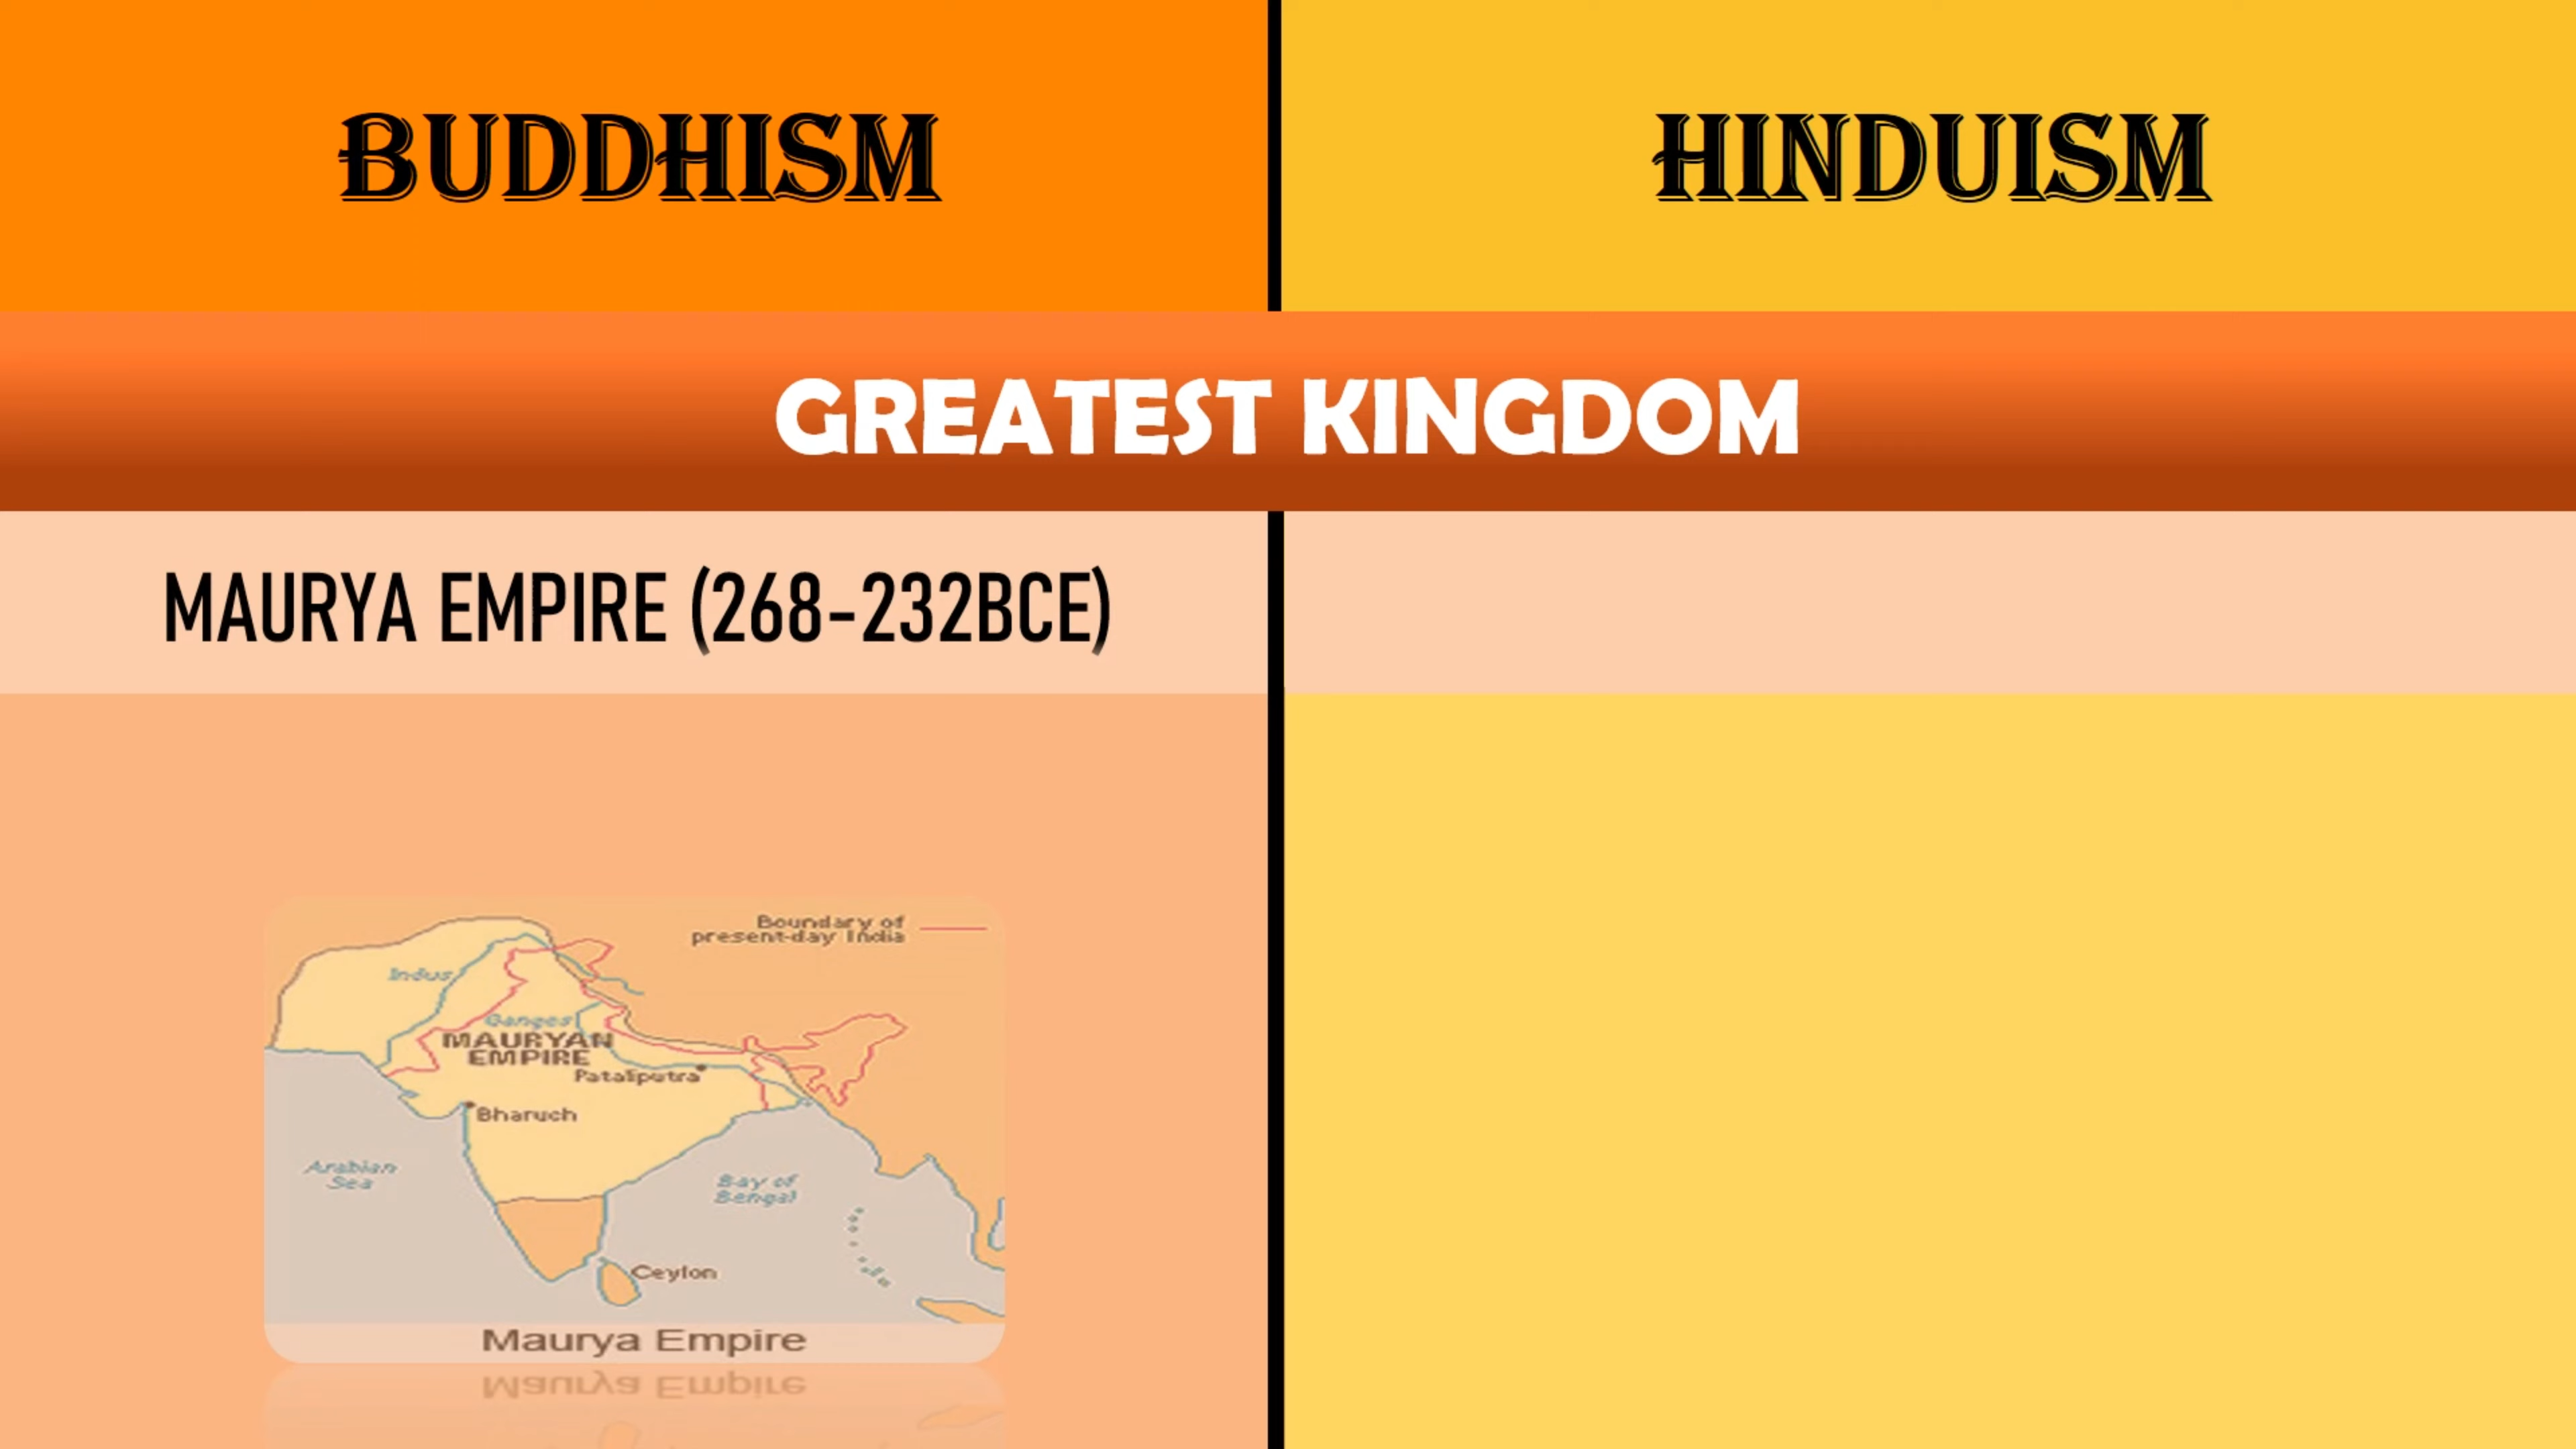 BUDDHISM
HINDUISM
GREATEST KINGDOM
MAURYA EMPIRE (268-232BCE)
Boundary of
present-day India
Indus
Ganges
MAURYAN
EMPIRE
Pataliputra
Bharuch
Arabian
Sea
Bay of
Bengal
Ceylon
Maurya Empire